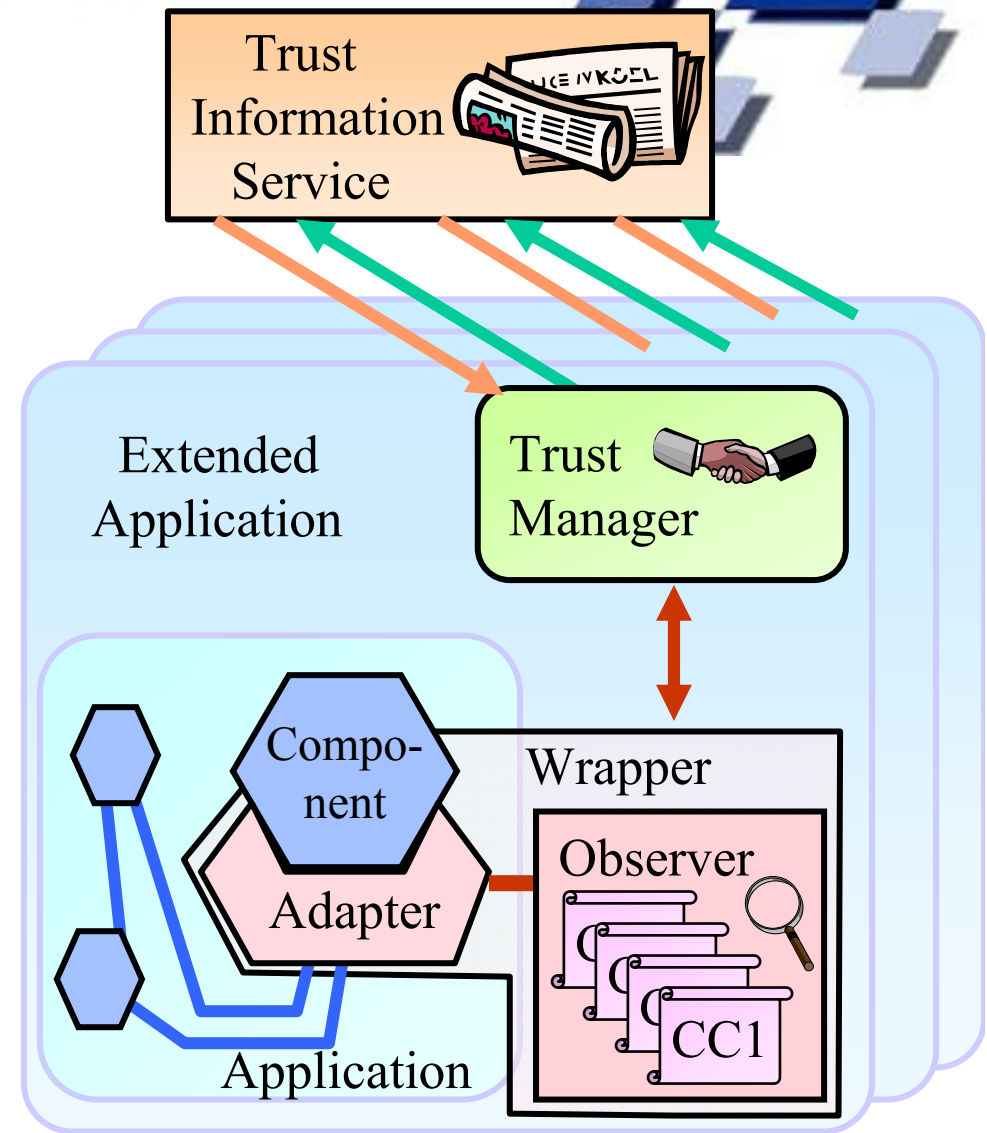 Trust
Information
Service
Extended
Application
Trust
Manager
Compo-
nent
Wrapper
Observer
Adapter
CC1
Application